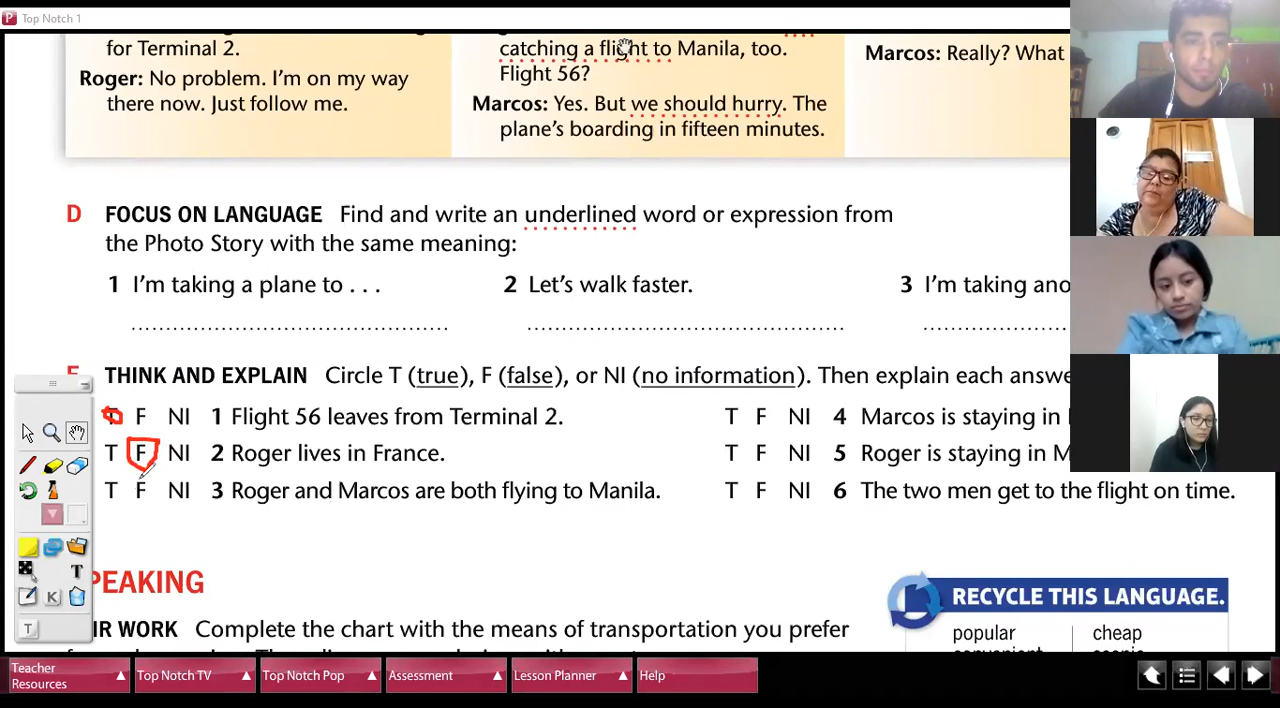 Top Notch 1
for Terminal 2.
Roger: No problem. I'm on my way
there now. Just follow me.
catching a flight to Manila, too.
Flight 56?
Marcos: Yes. But we should hurry. The
plane's boarding in fifteen minutes.
Marcos: Really? What
D FOCUS ON LANGUAGE Find and write an underlined word or expression from
the Photo Story with the same meaning:
1 I'm taking a plane to . . .
2 Let's walk faster.
3 I'm taking ano
THINK AND EXPLAIN Circle T (true), F (false), or NI (no information). Then explain each answe
T F NI 1 Flight 56 leaves from Terminal 2.
T F NI 2 Roger lives in France.
T F NI 3 Roger and Marcos are both flying to Manila.
T F NI 4 Marcos is staying in
T F NI 5 Roger is staying in M
T F NI 6 The two men get to the flight on time.
PEAKING
IR WORK Complete the chart with the means of transportation you prefer
RECYCLE THIS LANGUAGE.
popular
cheap
T
K
T
Teacher
Resources
Top Notch TV
Top Notch Pop
Assessment
Lesson Planner
Help